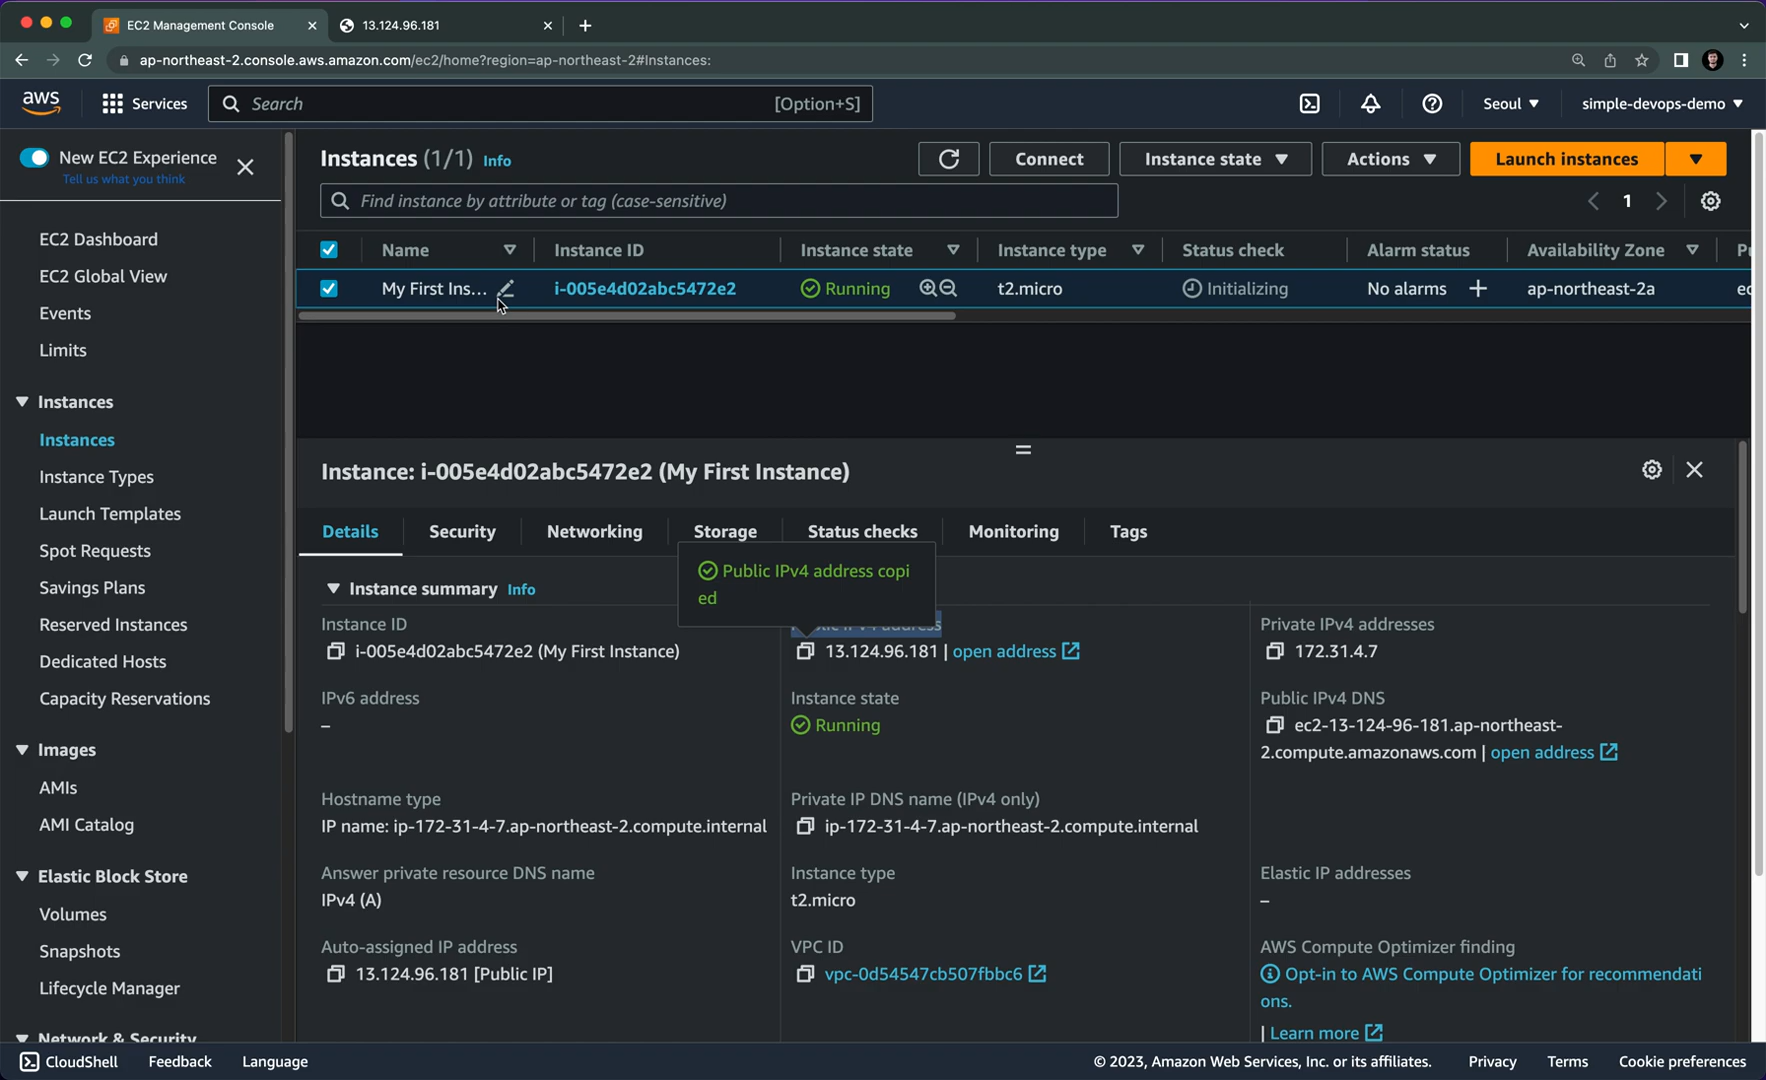 EC2 Management Console
13.124.96.181
ap-northeast-2.console.aws.amazon.com/ec2/home?region=ap-northeast-2#Instances:
aws
Services
Search
[Option+S]
Seoul
simple-devops-demo
New EC2 Experience
Tell us what you think
EC2 Dashboard
EC2 Global View
Events
Limits
Instances
Instances
Instance Types
Launch Templates
Spot Requests
Savings Plans
Reserved Instances
Dedicated Hosts
Capacity Reservations
Images
AMIs
AMI Catalog
Elastic Block Store
Volumes
Snapshots
Lifecycle Manager
Network & Security
Instances (1/1) Info
Connect
Instance state
Actions
Launch instances
Find instance by attribute or tag (case-sensitive)
1
Name
Instance ID
Instance state
Instance type
Status check
Alarm status
Availability Zone
My First Ins...
i-005e4d02abc5472e2
Running
t2.micro
Initializing
No alarms
ap-northeast-2a
ec
Instance: i-005e4d02abc5472e2 (My First Instance)
Details
Security
Networking
Storage
Status checks
Monitoring
Tags
Public IPv4 address copi
ed
Instance summary Info
Instance ID
i-005e4d02abc5472e2 (My First Instance)
Public IPv4 address
13.124.96.181 | open address
Private IPv4 addresses
172.31.4.7
IPv6 address
–
Instance state
Running
Public IPv4 DNS
ec2-13-124-96-181.ap-northeast-
2.compute.amazonaws.com | open address
Hostname type
IP name: ip-172-31-4-7.ap-northeast-2.compute.internal
Private IP DNS name (IPv4 only)
ip-172-31-4-7.ap-northeast-2.compute.internal
Answer private resource DNS name
IPv4 (A)
Instance type
t2.micro
Elastic IP addresses
–
Auto-assigned IP address
13.124.96.181 [Public IP]
VPC ID
vpc-0d54547cb507fbbc6
AWS Compute Optimizer finding
Opt-in to AWS Compute Optimizer for recommendati
ons.
| Learn more
CloudShell
Feedback
Language
© 2023, Amazon Web Services, Inc. or its affiliates.
Privacy
Terms
Cookie preferences